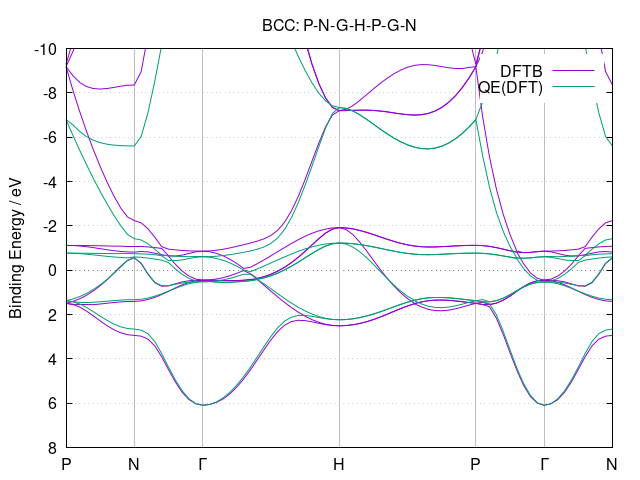 BCC: P-N-G-H-P-G-N
DFTB
QE(DFT)
Binding Energy / eV
-10
-8
-6
-4
-2
0
2
4
6
8
P N Γ H P Γ N